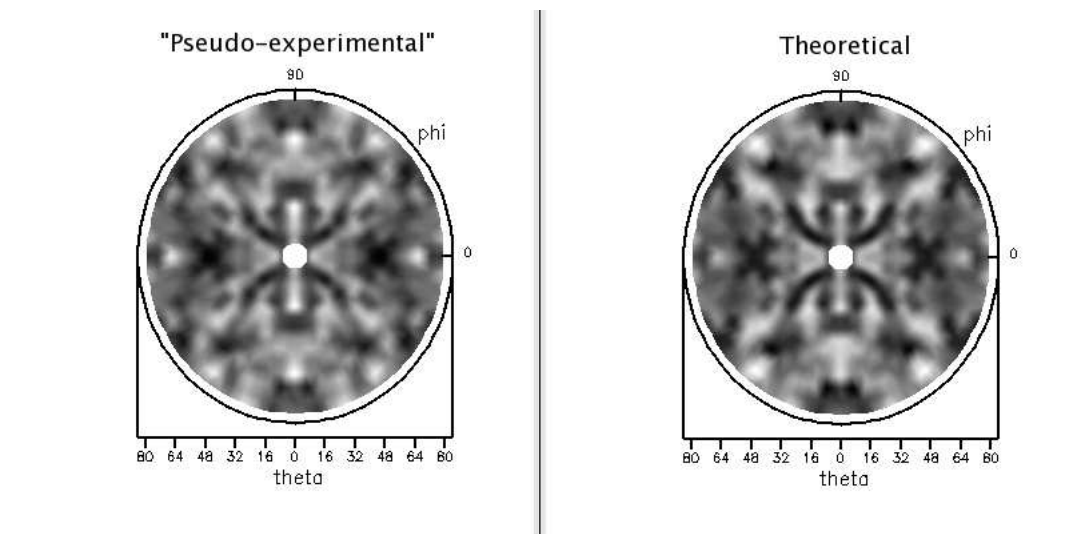 "Pseudo-experimental"
90
phi
0
80 64 48 32 16 0 16 32 48 64 80
theta
Theoretical
90
phi
0
80 64 48 32 16 0 16 32 48 64 80
theta